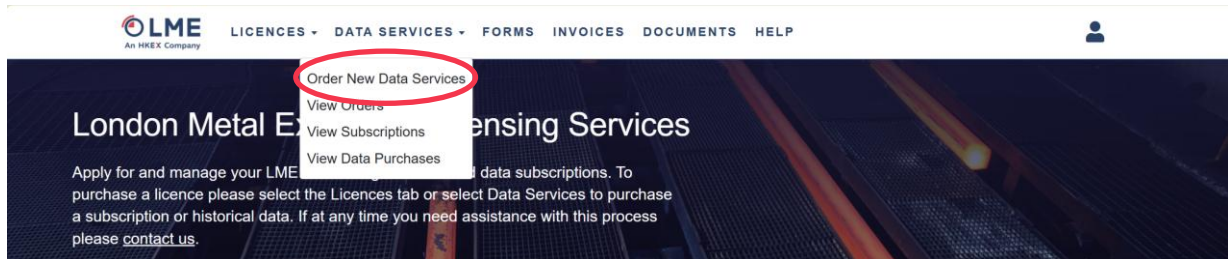 LME
An HKEX Company
LICENCES DATA SERVICES FORMS INVOICES DOCUMENTS HELP
Order New Data Services
View Orders
View Subscriptions
View Data Purchases
London Metal Ex ensing Services
Apply for and manage your LME data subscriptions. To
purchase a licence please select the Licences tab or select Data Services to purchase
a subscription or historical data. If at any time you need assistance with this process
please contact us.